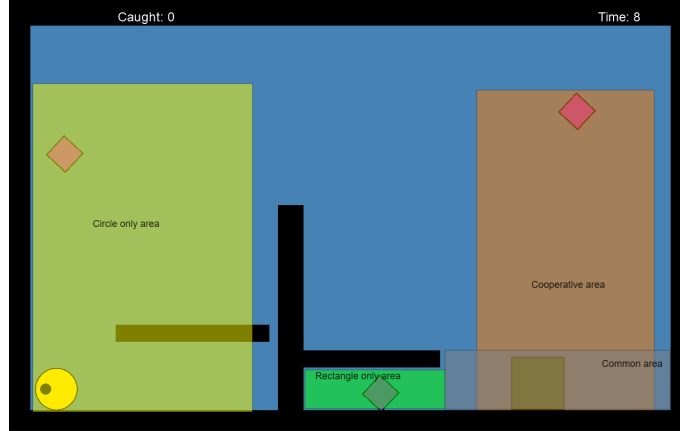 Caught: 0
Time: 8
Circle only area
Cooperative area
Common area
Rectangle only area